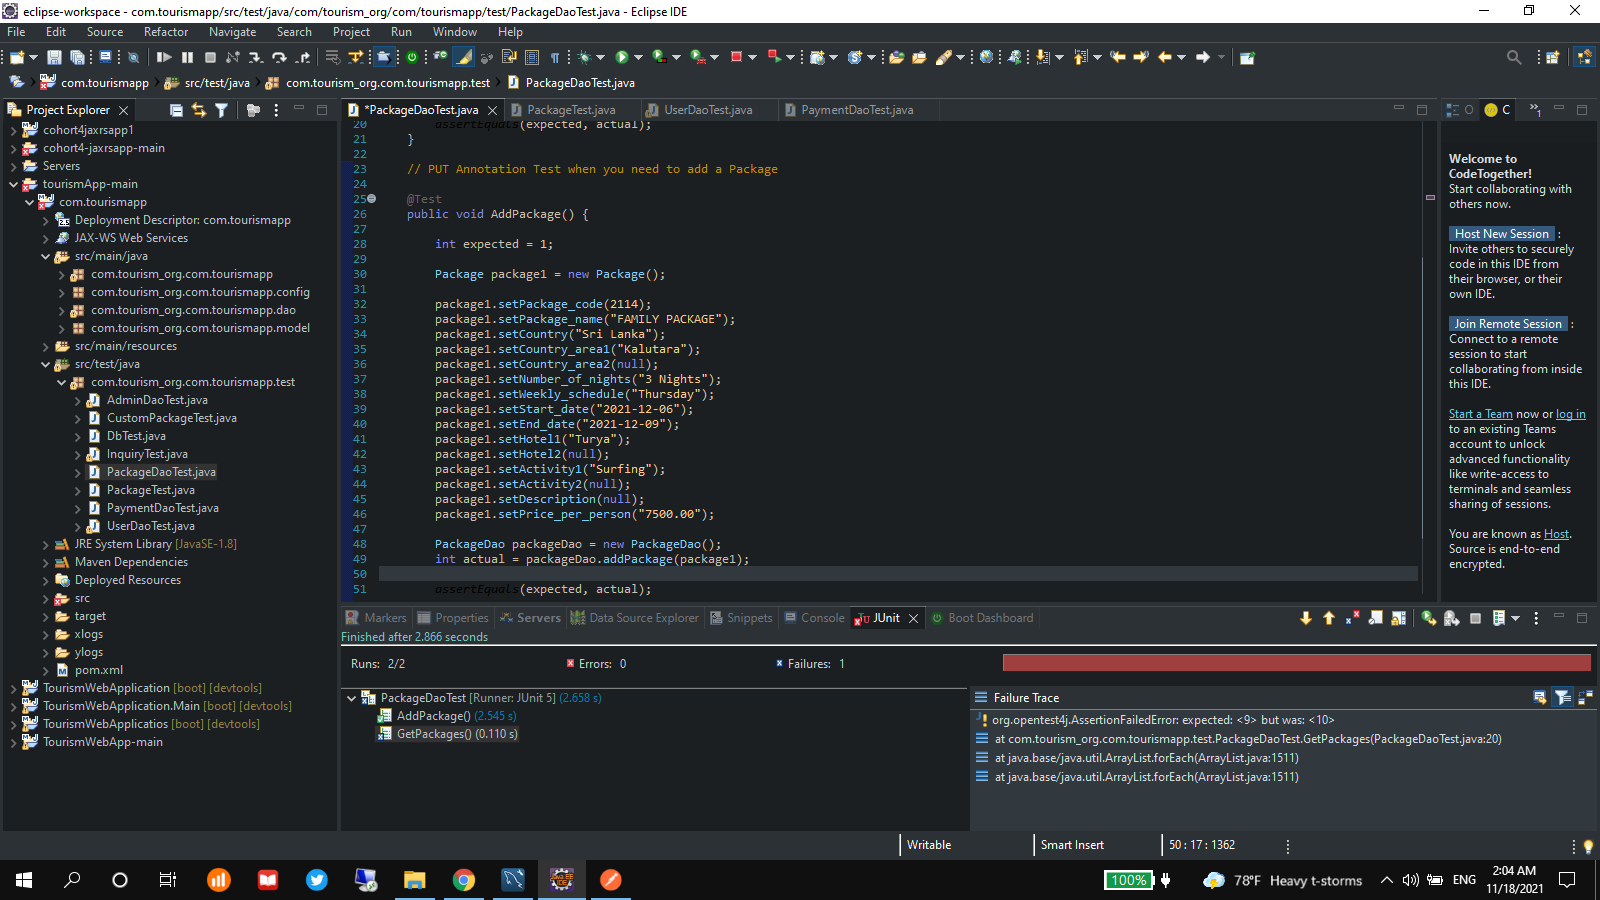 eclipse-workspace - com.tourismapp/src/test/java/com/tourism_org/com/tourismapp/test/PackageDaoTest.java - Eclipse IDE
File Edit Source Refactor Navigate Search Project Run Window Help
com.tourismapp src/test/java com.tourism_org.com.tourismapp.test PackageDaoTest.java
Project Explorer
cohort4jaxrsapp1
cohort4-jaxrsapp-main
Servers
tourismApp-main
com.tourismapp
Deployment Descriptor: com.tourismapp
JAX-WS Web Services
src/main/java
com.tourism_org.com.tourismapp
com.tourism_org.com.tourismapp.config
com.tourism_org.com.tourismapp.dao
com.tourism_org.com.tourismapp.model
src/main/resources
src/test/java
com.tourism_org.com.tourismapp.test
AdminDaoTest.java
CustomPackageTest.java
DbTest.java
InquiryTest.java
PackageDaoTest.java
PackageTest.java
PaymentDaoTest.java
UserDaoTest.java
JRE System Library [JavaSE-1.8]
Maven Dependencies
Deployed Resources
src
target
xlogs
ylogs
pom.xml
TourismWebApplication [boot] [devtools]
TourismWebApplication.Main [boot] [devtools]
TourismWebApplicatios [boot] [devtools]
TourismWebApp-main
*PackageDaoTest.java PackageTest.java UserDaoTest.java PaymentDaoTest.java
20 assertEquals(expected, actual);
21 }
22
23 // PUT Annotation Test when you need to add a Package
24
25 @Test
26 public void AddPackage() {
27
28 int expected = 1;
29
30 Package package1 = new Package();
31
32 package1.setPackage_code(2114);
33 package1.setPackage_name("FAMILY PACKAGE");
34 package1.setCountry("Sri Lanka");
35 package1.setCountry_area1("Kalutara");
36 package1.setCountry_area2(null);
37 package1.setNumber_of_nights("3 Nights");
38 package1.setWeekly_schedule("Thursday");
39 package1.setStart_date("2021-12-06");
40 package1.setEnd_date("2021-12-09");
41 package1.setHotel1("Turya");
42 package1.setHotel2(null);
43 package1.setActivity1("Surfing");
44 package1.setActivity2(null);
45 package1.setDescription(null);
46 package1.setPrice_per_person("7500.00");
47
48 PackageDao packageDao = new PackageDao();
49 int actual = packageDao.addPackage(package1);
50
51 assertEquals(expected, actual);
O C »1
Welcome to
CodeTogether!
Start collaborating with
others now.
Host New Session :
Invite others to securely
code in this IDE from
their browser, or their
own IDE.
Join Remote Session :
Connect to a remote
session to start
collaborating from inside
this IDE.
Start a Team now or log in
to an existing Teams
account to unlock
advanced functionality
like write-access to
terminals and seamless
sharing of sessions.
You are known as Host.
Source is end-to-end
encrypted.
Markers Properties Servers Data Source Explorer Snippets Console JUnit Boot Dashboard
Finished after 2.866 seconds
Runs: 2/2 Errors: 0 Failures: 1
PackageDaoTest [Runner: JUnit 5] (2.658 s)
AddPackage() (2.545 s)
GetPackages() (0.110 s)
Failure Trace
org.opentest4j.AssertionFailedError: expected: <9> but was: <10>
at com.tourism_org.com.tourismapp.test.PackageDaoTest.GetPackages(PackageDaoTest.java:20)
at java.base/java.util.ArrayList.forEach(ArrayList.java:1511)
at java.base/java.util.ArrayList.forEach(ArrayList.java:1511)
Writable Smart Insert 50 : 17 : 1362
100% 78°F Heavy t-storms ENG 2:04 AM
11/18/2021